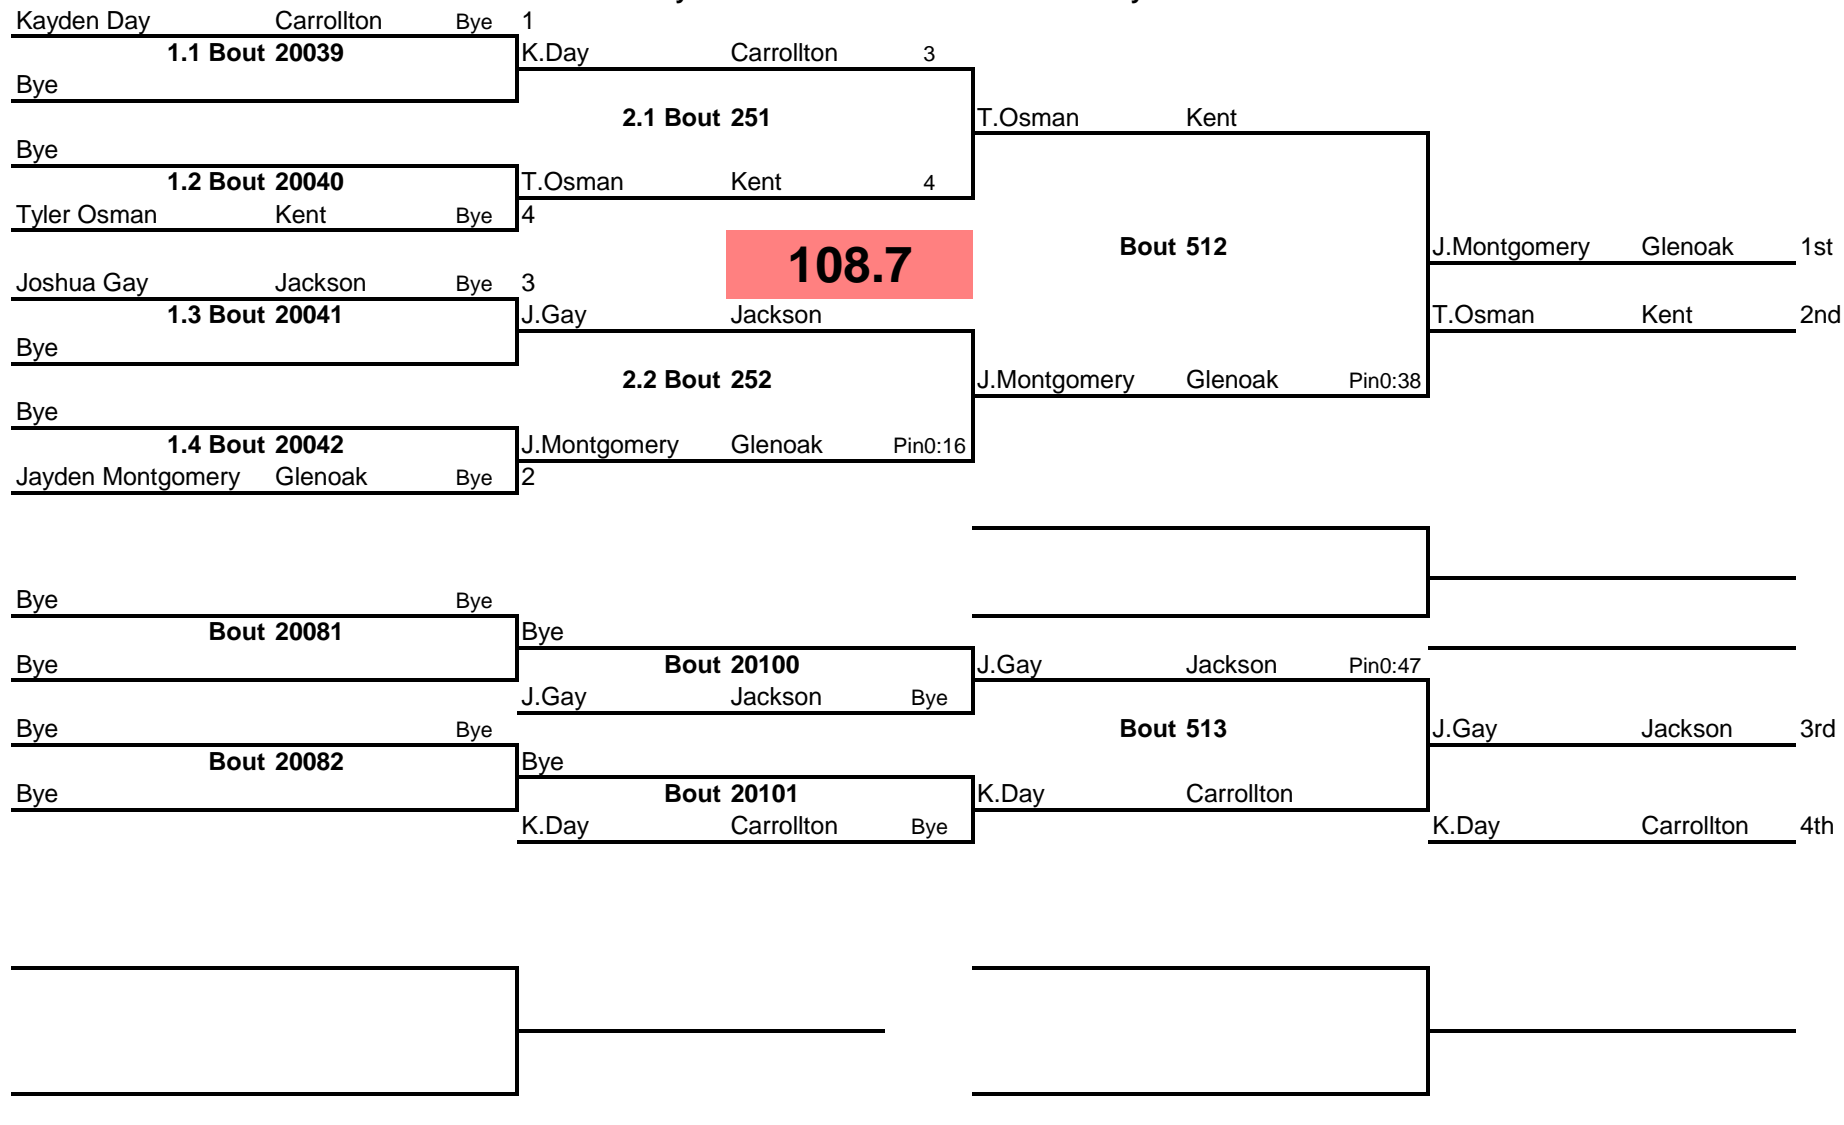 Kayden Day Carrollton Bye 1
1.1 Bout 20039 K.Day Carrollton 3
Bye
2.1 Bout 251 T.Osman Kent
Bye
1.2 Bout 20040 T.Osman Kent 4
Tyler Osman Kent Bye 4
108.7 Bout 512 J.Montgomery Glenoak 1st
Joshua Gay Jackson Bye 3
1.3 Bout 20041 J.Gay Jackson T.Osman Kent 2nd
Bye
2.2 Bout 252 J.Montgomery Glenoak Pin0:38
Bye
1.4 Bout 20042 J.Montgomery Glenoak Pin0:16
Jayden Montgomery Glenoak Bye 2
Bye Bye
Bout 20081 Bye
Bye Bout 20100 J.Gay Jackson Pin0:47
J.Gay Jackson Bye
Bye Bye Bout 513 J.Gay Jackson 3rd
Bout 20082 Bye
Bye Bout 20101 K.Day Carrollton
K.Day Carrollton Bye K.Day Carrollton 4th